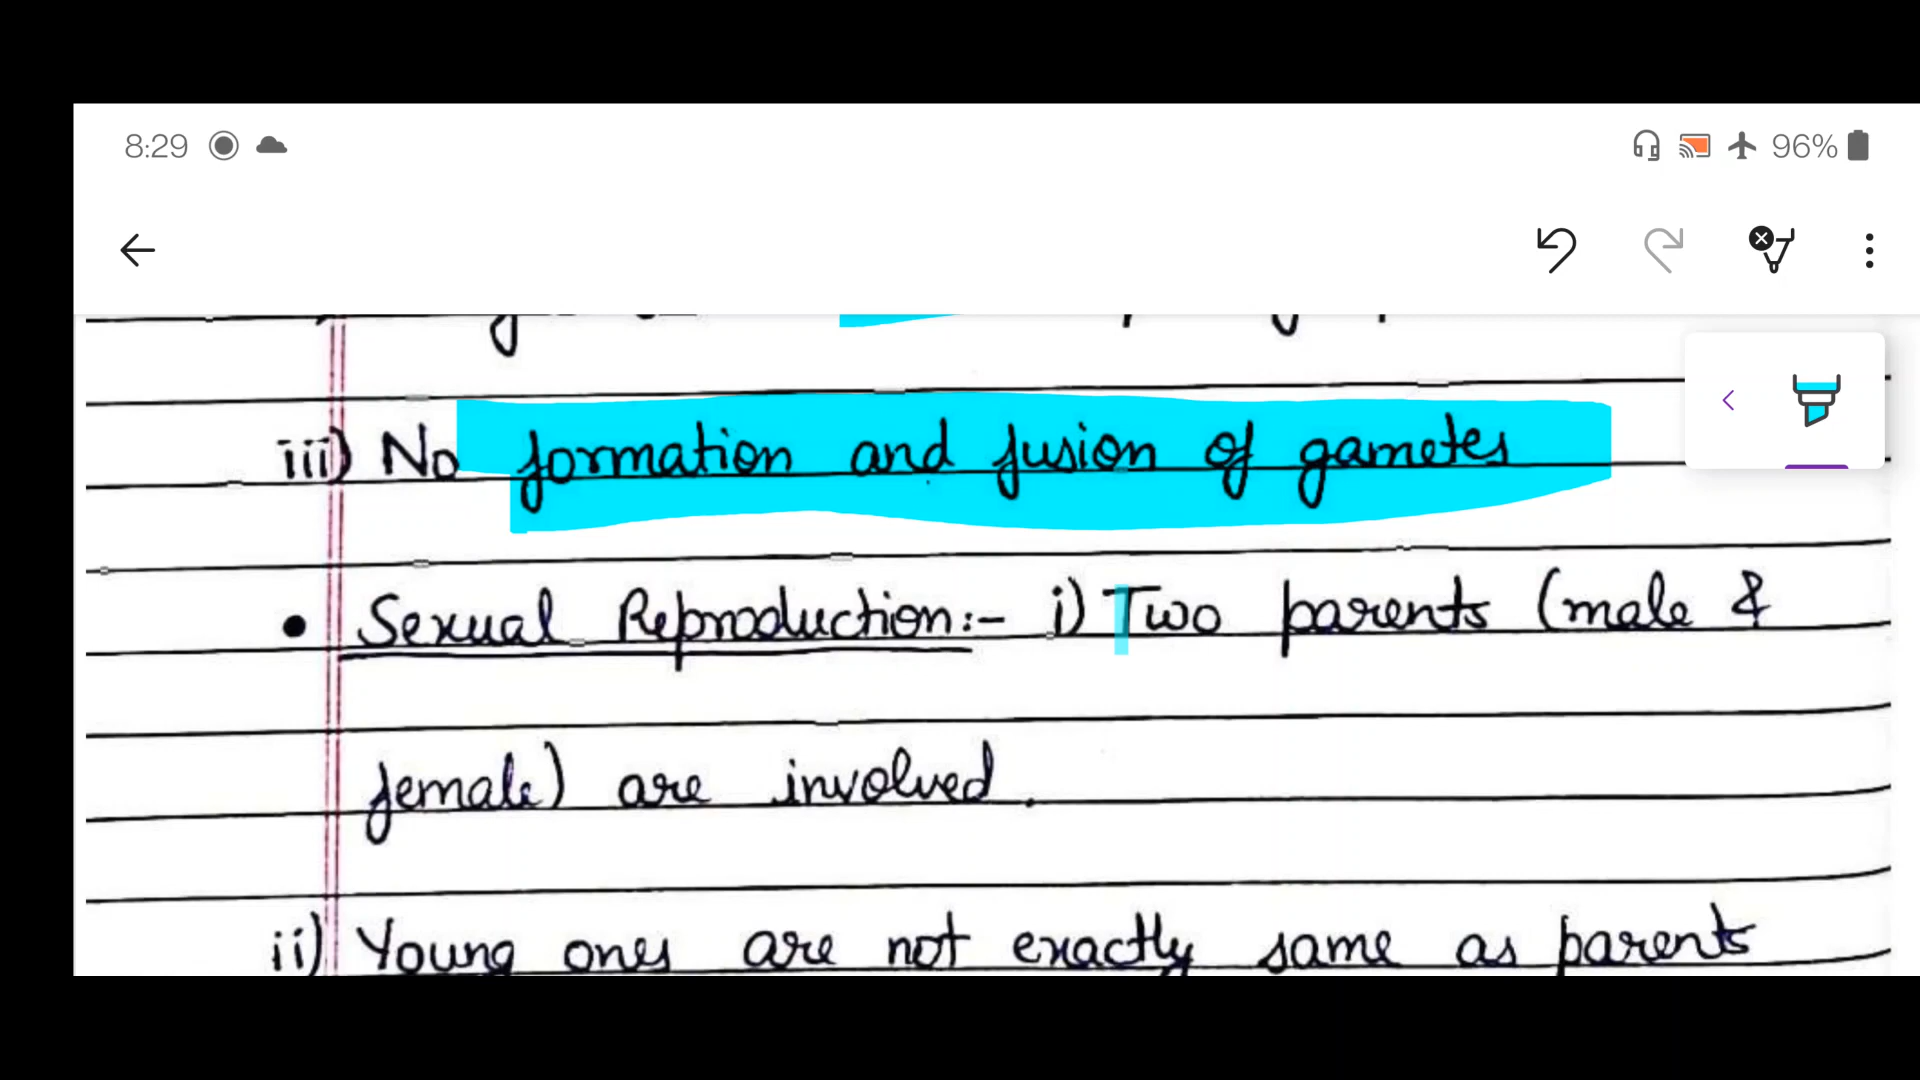 8:29 96%
iii) No formation and fusion of gametes
• Sexual Reproduction:- i) Two parents (male &
female) are involved.
ii) Young ones are not exactly same as parents